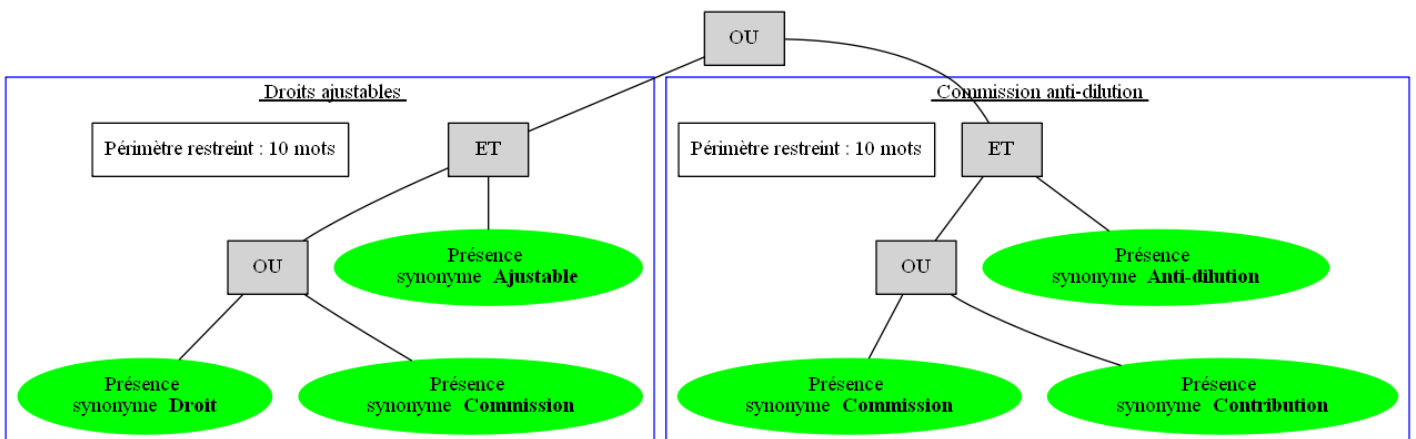 OU
Droits ajustables
Périmètre restreint : 10 mots
ET
OU
Présence
synonyme Ajustable
Présence
synonyme Droit
Présence
synonyme Commission
Commission anti-dilution
Périmètre restreint : 10 mots
ET
OU
Présence
synonyme Anti-dilution
Présence
synonyme Commission
Présence
synonyme Contribution